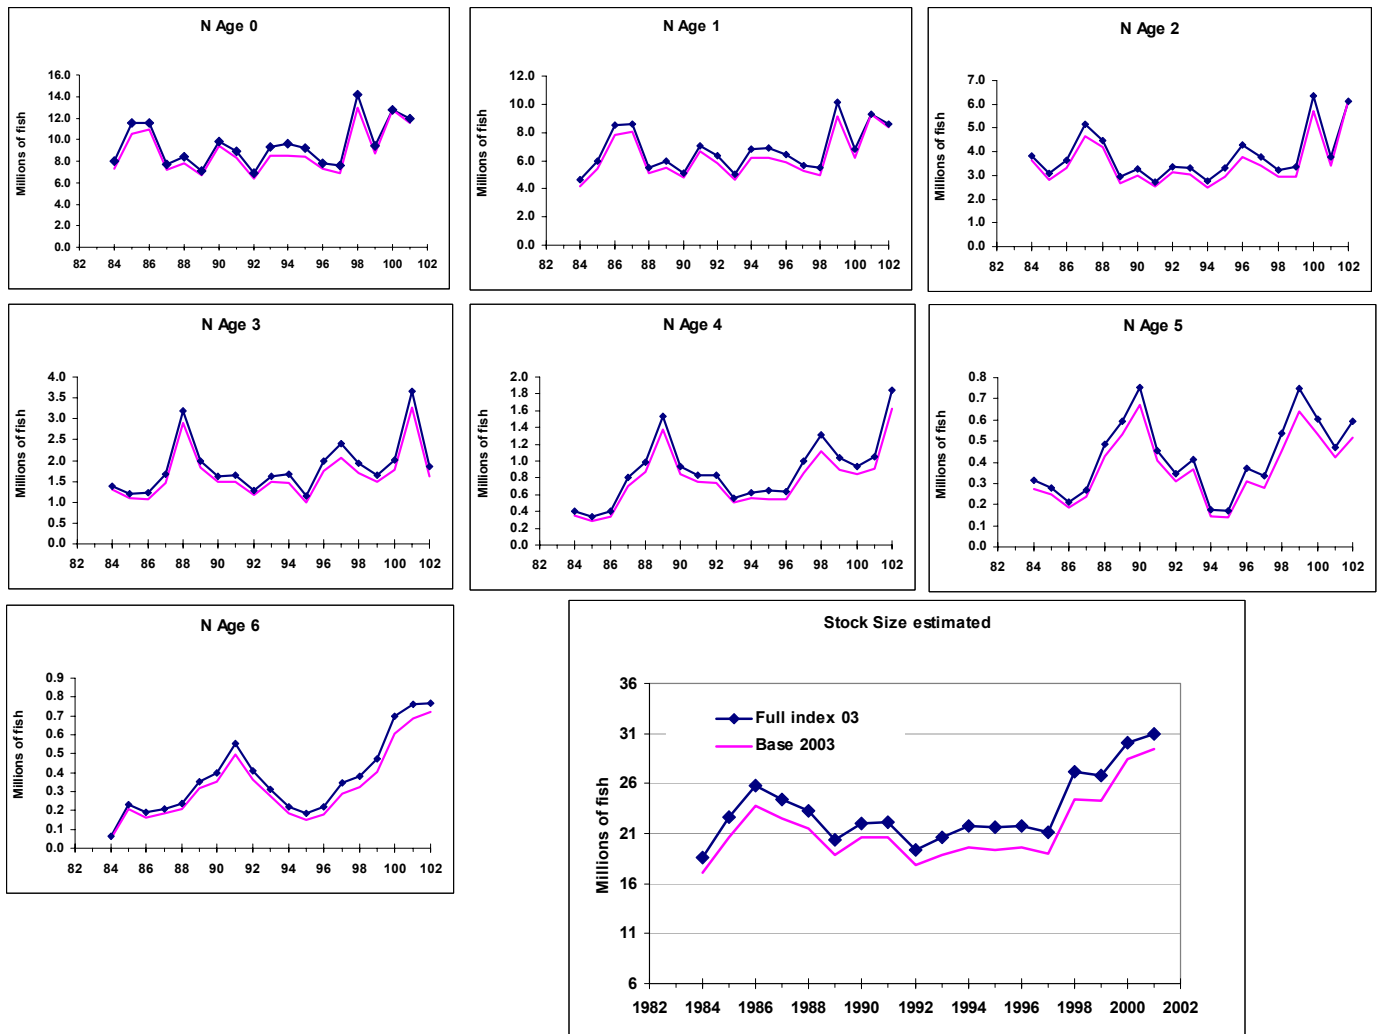 N Age 0
Millions of fish
16.0
14.0
12.0
10.0
8.0
6.0
4.0
2.0
0.0
82 84 86 88 90 92 94 96 98 100 102
N Age 1
Millions of fish
12.0
10.0
8.0
6.0
4.0
2.0
0.0
82 84 86 88 90 92 94 96 98 100 102
N Age 2
Millions of fish
7.0
6.0
5.0
4.0
3.0
2.0
1.0
0.0
82 84 86 88 90 92 94 96 98 100 102
N Age 3
Millions of fish
4.0
3.5
3.0
2.5
2.0
1.5
1.0
0.5
0.0
82 84 86 88 90 92 94 96 98 100 102
N Age 4
Millions of fish
2.0
1.8
1.6
1.4
1.2
1.0
0.8
0.6
0.4
0.2
0.0
82 84 86 88 90 92 94 96 98 100 102
N Age 5
Millions of fish
0.8
0.7
0.6
0.5
0.4
0.3
0.2
0.1
0.0
82 84 86 88 90 92 94 96 98 100 102
N Age 6
Millions of fish
0.9
0.8
0.7
0.6
0.5
0.4
0.3
0.2
0.1
0.0
82 84 86 88 90 92 94 96 98 100 102
Stock Size estimated
Millions of fish
36
31
26
21
16
11
6
Full index 03
Base 2003
1982 1984 1986 1988 1990 1992 1994 1996 1998 2000 2002